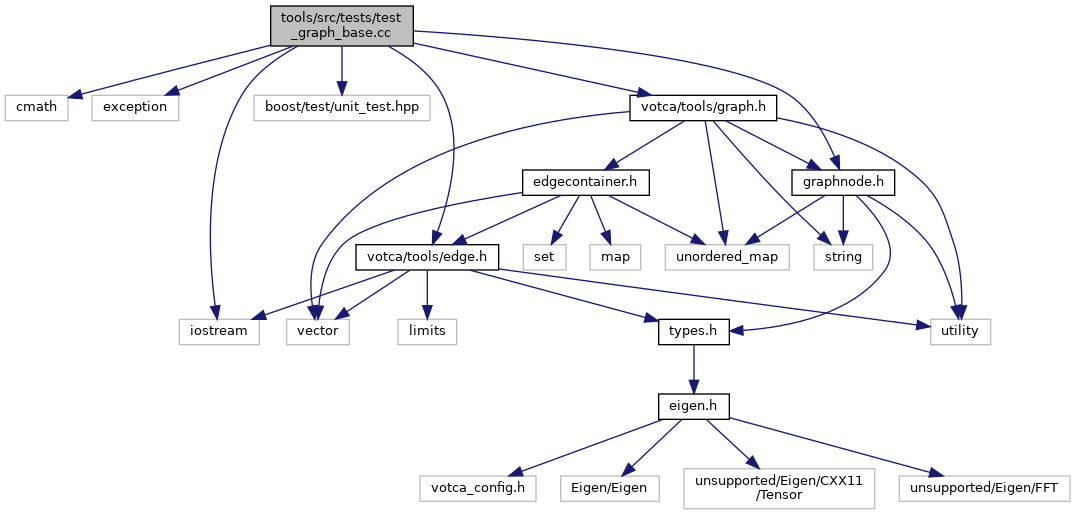 tools/src/tests/test
_graph_base.cc
cmath
exception
boost/test/unit_test.hpp
votca/tools/graph.h
edgecontainer.h
graphnode.h
votca/tools/edge.h
set
map
unordered_map
string
iostream
vector
limits
types.h
utility
eigen.h
votca_config.h
Eigen/Eigen
unsupported/Eigen/CXX11
/Tensor
unsupported/Eigen/FFT